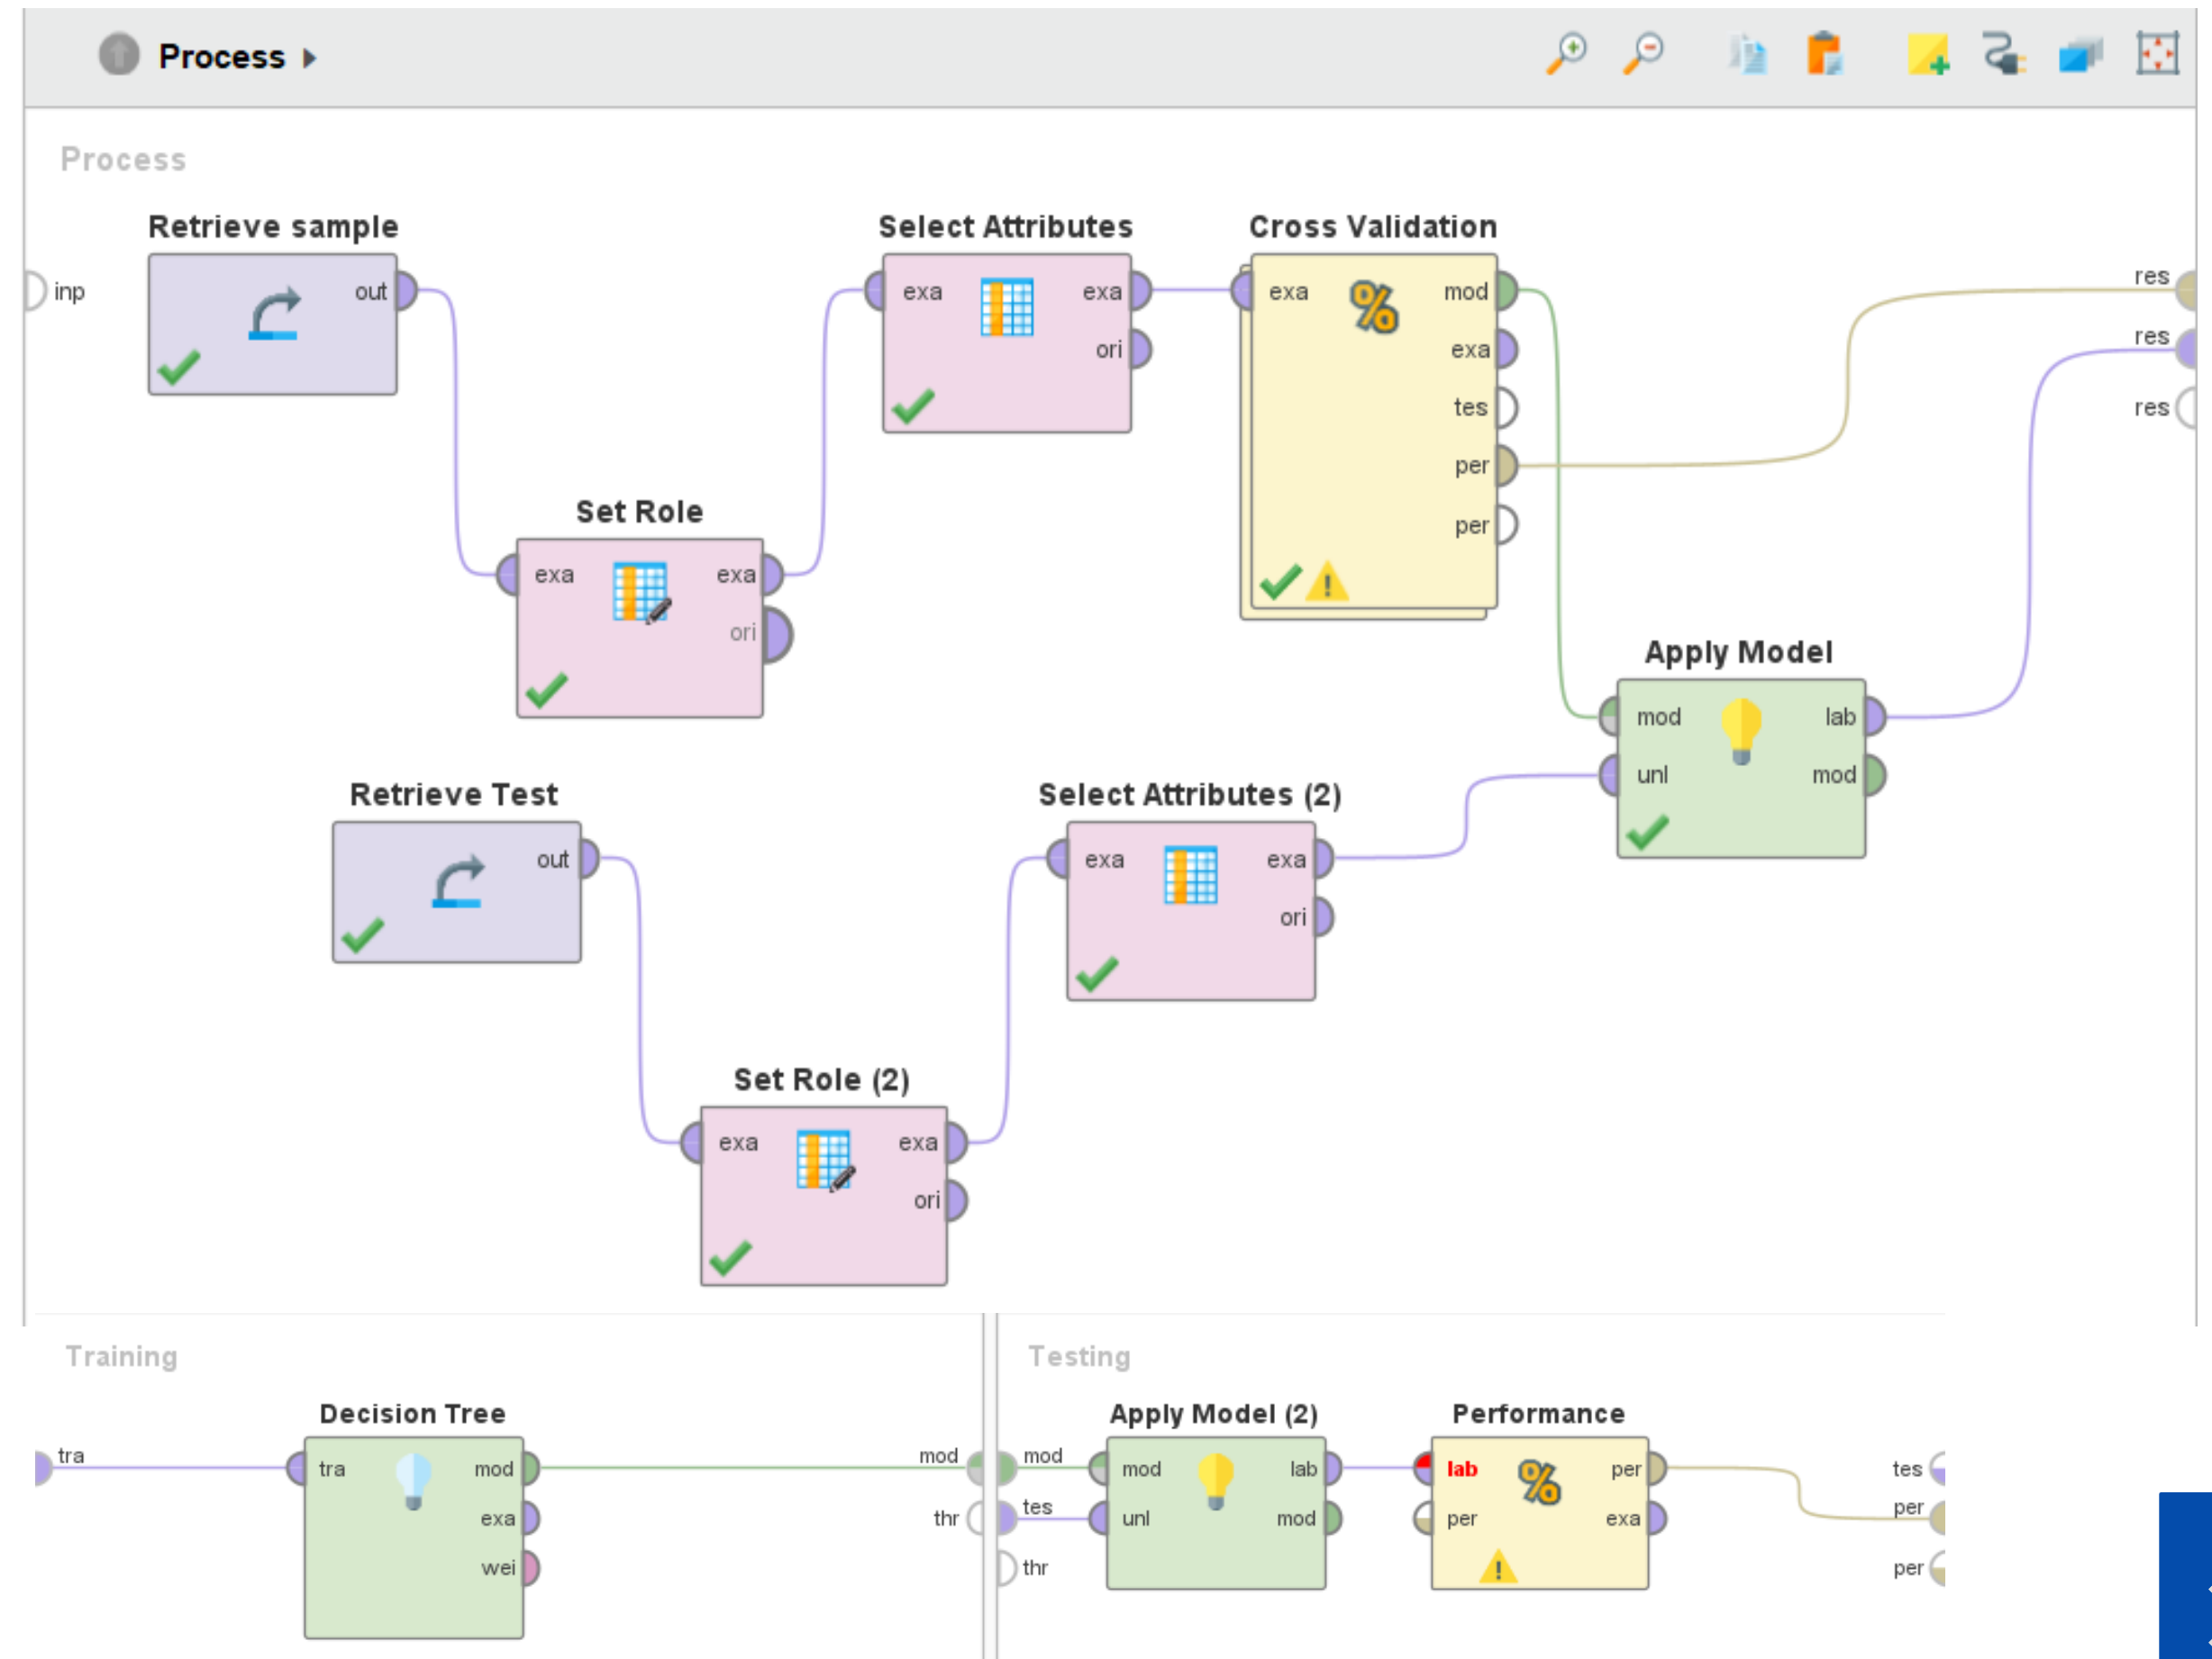 Process
Process
Retrieve sample
inp
out
Select Attributes
exa exa
ori
Cross Validation
exa mod
exa
tes
per
per
res
res
res
Set Role
exa exa
ori
Apply Model
mod lab
unl mod
Retrieve Test
out
Select Attributes (2)
exa exa
ori
Set Role (2)
exa exa
ori
Training
tra
Decision Tree
tra mod
exa
wei
mod
thr
Testing
mod
tes
thr
Apply Model (2)
mod lab
unl mod
Performance
lab per
per exa
tes
per
per